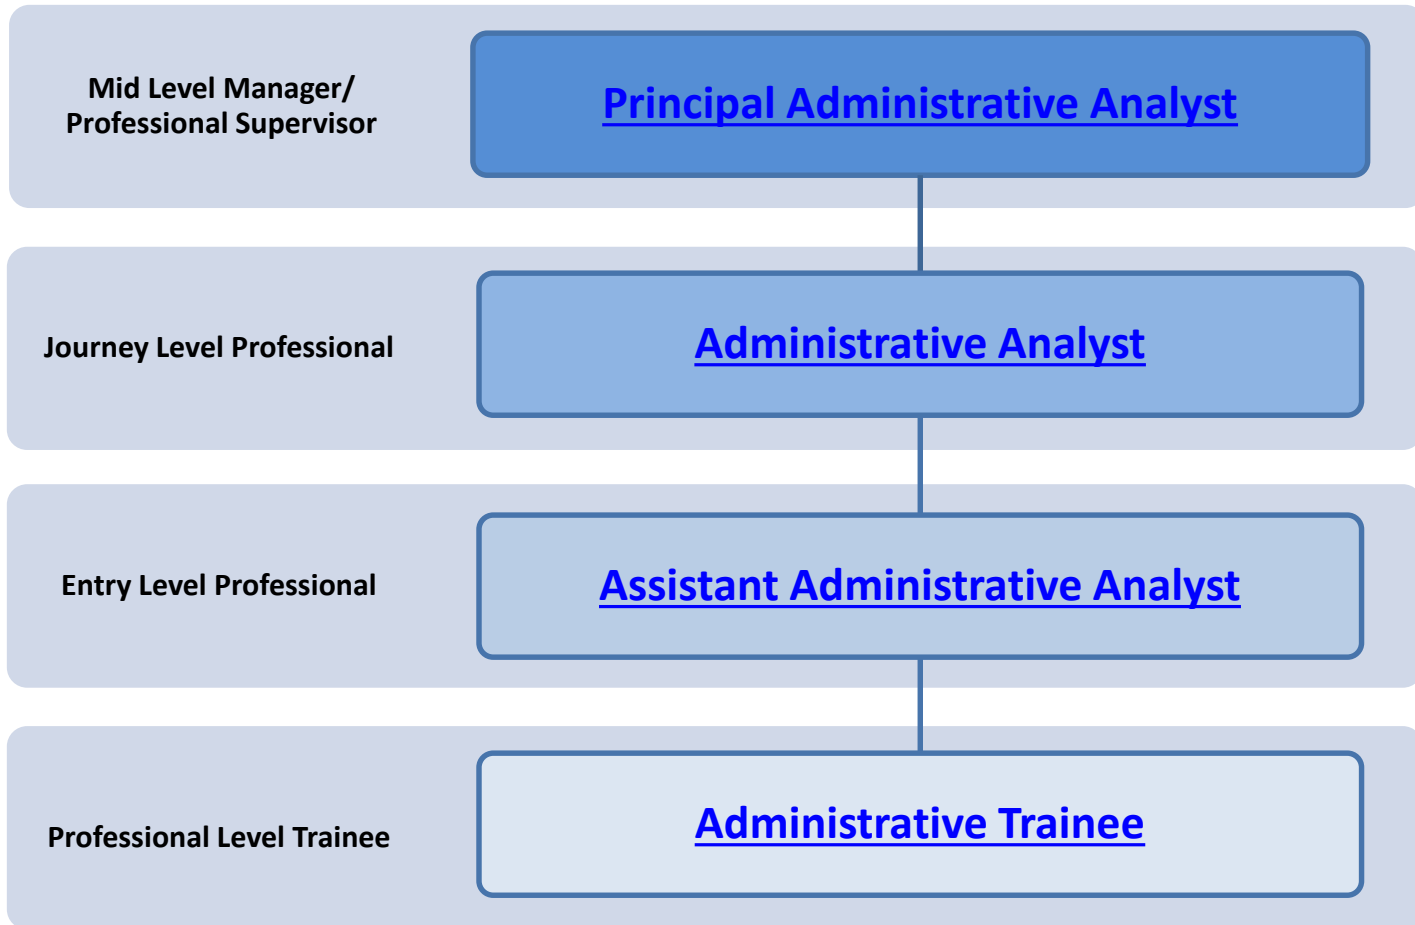 Mid Level Manager/
Professional Supervisor
Principal Administrative Analyst
Journey Level Professional
Administrative Analyst
Entry Level Professional
Assistant Administrative Analyst
Professional Level Trainee
Administrative Trainee